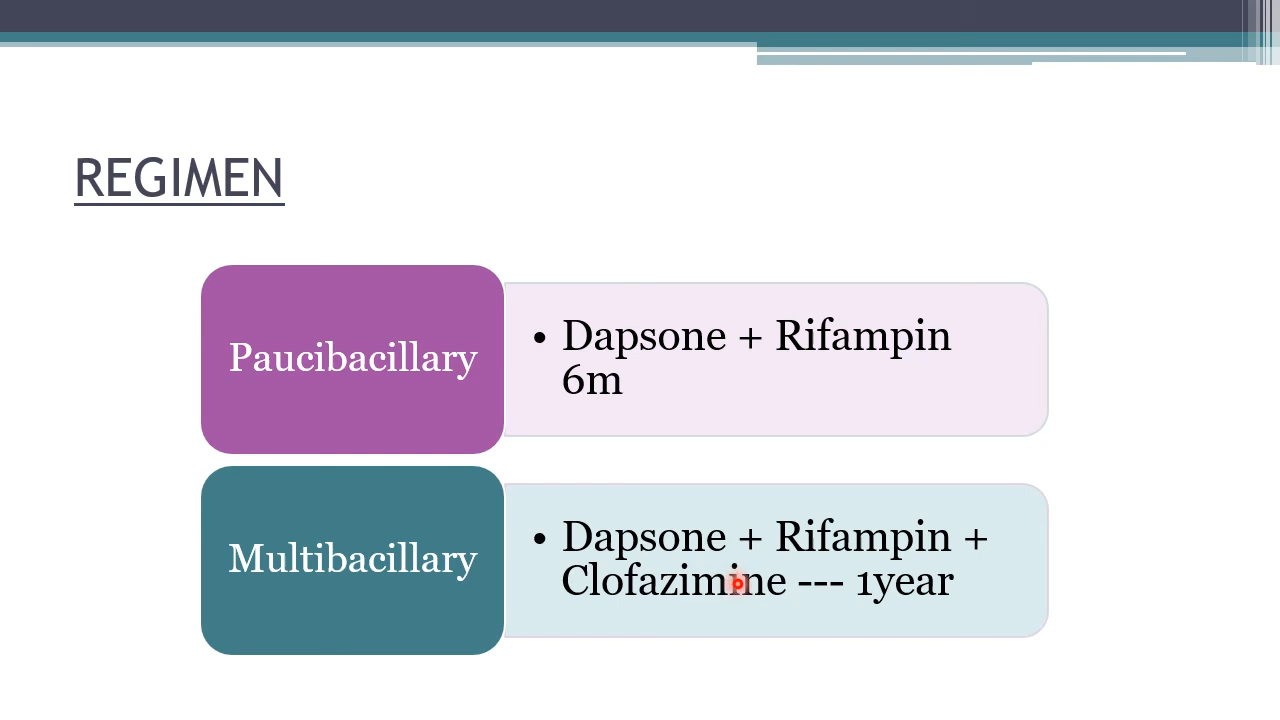 REGIMEN
Paucibacillary
• Dapsone + Rifampin
6m
Multibacillary
• Dapsone + Rifampin +
Clofazimine --- 1year